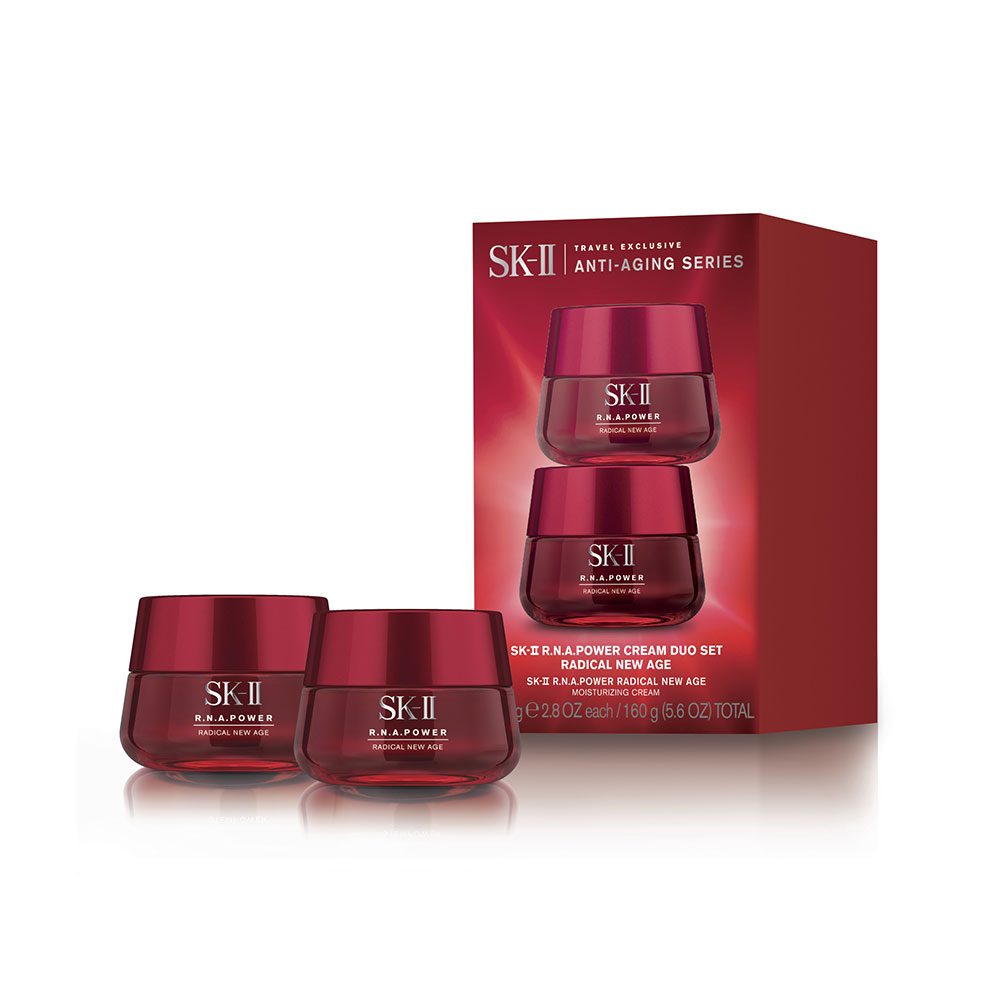 SK-II
TRAVEL EXCLUSIVE
ANTI-AGING SERIES
SK-II
R.N.A.POWER
RADICAL NEW AGE
SK-II
R.N.A.POWER
RADICAL NEW AGE
SK-II R.N.A.POWER CREAM DUO SET
RADICAL NEW AGE
SK-II R.N.A.POWER RADICAL NEW AGE
MOISTURIZING CREAM
g ℮ 2.8 OZ each / 160 g (5.6 OZ) TOTAL
SK-II
R.N.A.POWER
RADICAL NEW AGE
SK-II
R.N.A.POWER
RADICAL NEW AGE